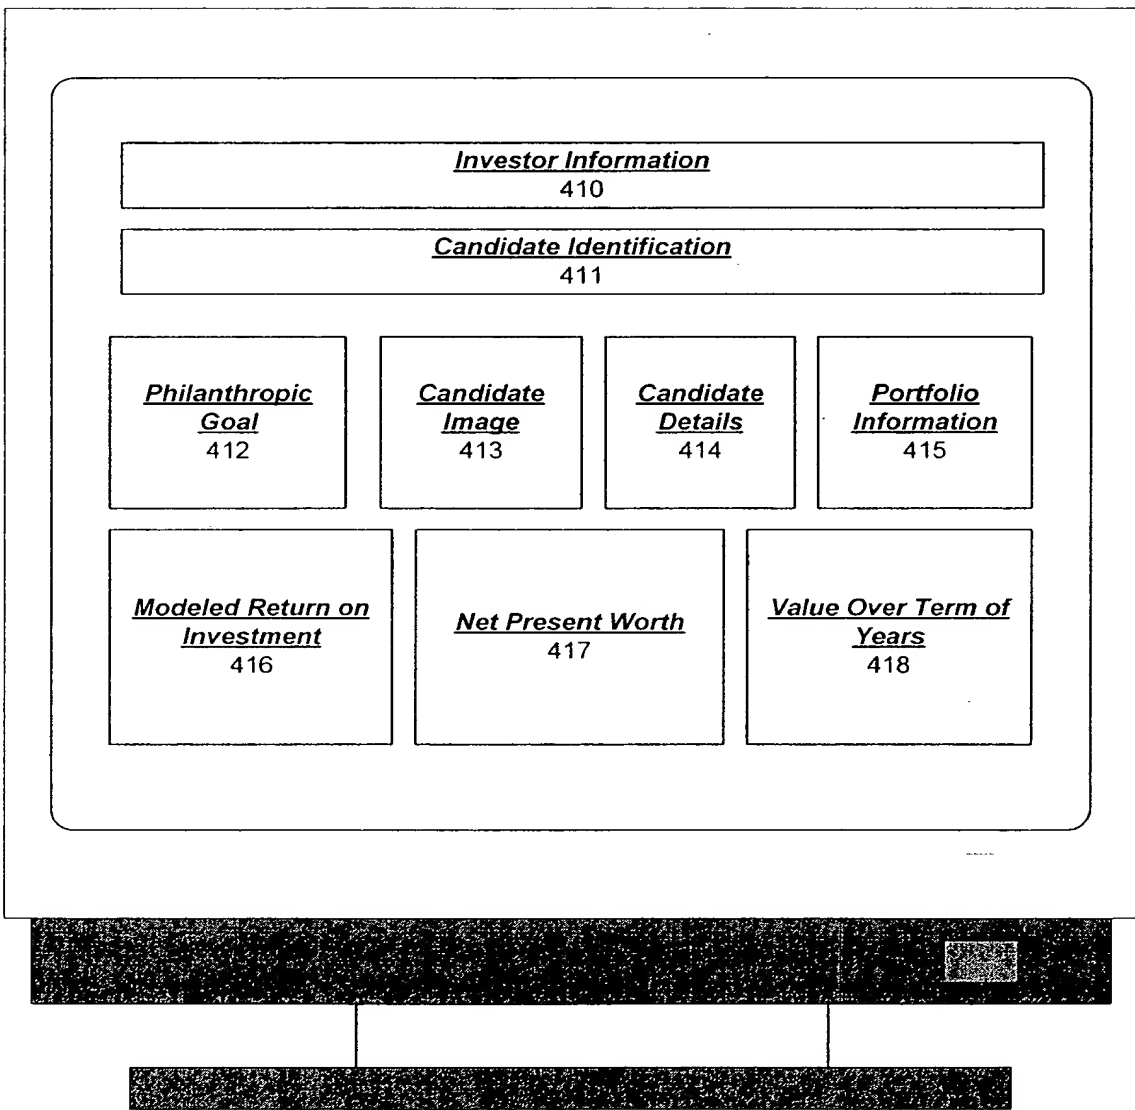 Investor Information
410
Candidate Identification
411
Philanthropic
Goal
412
Candidate
Image
413
Candidate
Details
414
Portfolio
Information
415
Modeled Return on
Investment
416
Net Present Worth
417
Value Over Term of
Years
418